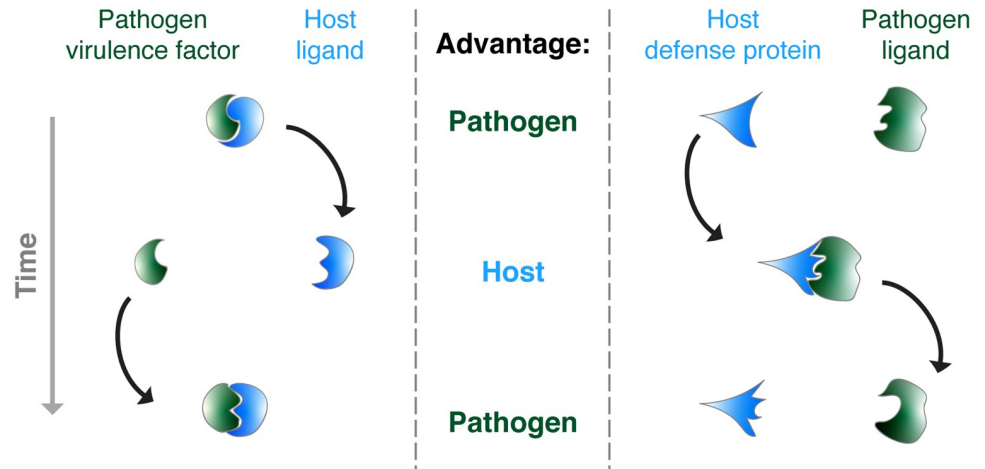 Pathogen
virulence factor
Host
ligand
Advantage:
Host
defense protein
Pathogen
ligand
Pathogen
Time
Host
Pathogen